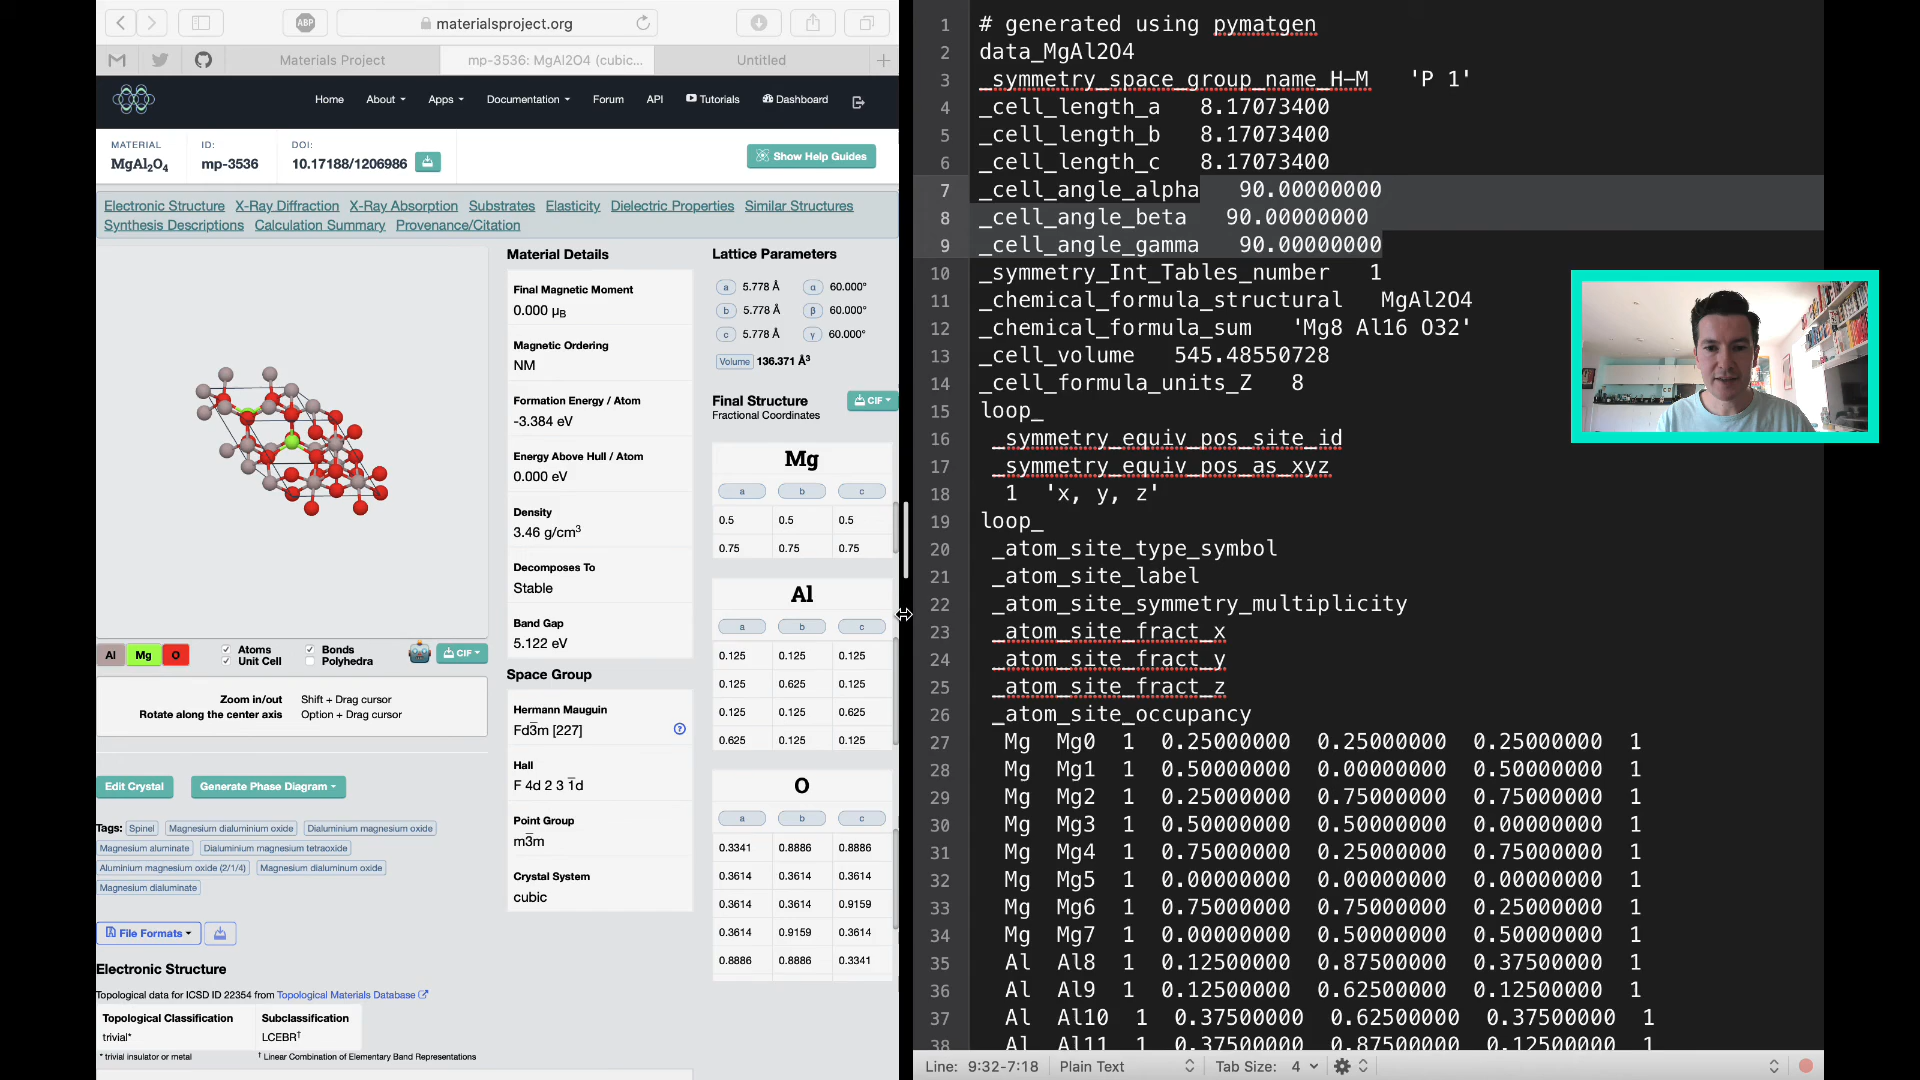 ABP
materialsproject.org
Materials Project
mp-3536: MgAl2O4 (cubic...
Untitled
Home
About
Apps
Documentation
Forum
API
Tutorials
Dashboard
MATERIAL
MgAl₂O₄
ID:
mp-3536
DOI:
10.17188/1206986
Show Help Guides
Electronic Structure X-Ray Diffraction X-Ray Absorption Substrates Elasticity Dielectric Properties Similar Structures
Synthesis Descriptions Calculation Summary Provenance/Citation
Al Mg O
Atoms
Bonds
Unit Cell
Polyhedra
CIF
Zoom in/out Shift + Drag cursor
Rotate along the center axis Option + Drag cursor
Edit Crystal
Generate Phase Diagram
Tags: Spinel Magnesium dialuminium oxide Dialuminium magnesium oxide
Magnesium aluminate Dialuminium magnesium tetraoxide
Aluminium magnesium oxide (2/1/4) Magnesium dialuminum oxide
Magnesium dialuminate
File Formats
Electronic Structure
Topological data for ICSD ID 22354 from Topological Materials Database
Topological Classification Subclassification
trivial* LCEBR†
* trivial insulator or metal † Linear Combination of Elementary Band Representations
Material Details
Final Magnetic Moment
0.000 μB
Magnetic Ordering
NM
Formation Energy / Atom
-3.384 eV
Energy Above Hull / Atom
0.000 eV
Density
3.46 g/cm³
Decomposes To
Stable
Band Gap
5.122 eV
Space Group
Hermann Mauguin
Fd3̅m [227]
Hall
F 4d 2 3 1̅d
Point Group
m3̅m
Crystal System
cubic
Lattice Parameters
a 5.778 Å α 60.000°
b 5.778 Å β 60.000°
c 5.778 Å γ 60.000°
Volume 136.371 Å³
Final Structure
Fractional Coordinates
CIF
Mg
a b c
0.5 0.5 0.5
0.75 0.75 0.75
Al
a b c
0.125 0.125 0.125
0.125 0.625 0.125
0.125 0.125 0.625
0.625 0.125 0.125
O
a b c
0.3341 0.8886 0.8886
0.3614 0.3614 0.3614
0.3614 0.3614 0.9159
0.3614 0.9159 0.3614
0.8886 0.8886 0.3341
1 # generated using pymatgen
2 data_MgAl2O4
3 _symmetry_space_group_name_H-M 'P 1'
4 _cell_length_a 8.17073400
5 _cell_length_b 8.17073400
6 _cell_length_c 8.17073400
7 _cell_angle_alpha 90.00000000
8 _cell_angle_beta 90.00000000
9 _cell_angle_gamma 90.00000000
10 _symmetry_Int_Tables_number 1
11 _chemical_formula_structural MgAl2O4
12 _chemical_formula_sum 'Mg8 Al16 O32'
13 _cell_volume 545.48550728
14 _cell_formula_units_Z 8
15 loop_
16 _symmetry_equiv_pos_site_id
17 _symmetry_equiv_pos_as_xyz
18 1 'x, y, z'
19 loop_
20 _atom_site_type_symbol
21 _atom_site_label
22 _atom_site_symmetry_multiplicity
23 _atom_site_fract_x
24 _atom_site_fract_y
25 _atom_site_fract_z
26 _atom_site_occupancy
27 Mg Mg0 1 0.25000000 0.25000000 0.25000000 1
28 Mg Mg1 1 0.50000000 0.00000000 0.50000000 1
29 Mg Mg2 1 0.25000000 0.75000000 0.75000000 1
30 Mg Mg3 1 0.50000000 0.50000000 0.00000000 1
31 Mg Mg4 1 0.75000000 0.25000000 0.75000000 1
32 Mg Mg5 1 0.00000000 0.00000000 0.00000000 1
33 Mg Mg6 1 0.75000000 0.75000000 0.25000000 1
34 Mg Mg7 1 0.00000000 0.50000000 0.50000000 1
35 Al Al8 1 0.12500000 0.87500000 0.37500000 1
36 Al Al9 1 0.12500000 0.62500000 0.12500000 1
37 Al Al10 1 0.37500000 0.62500000 0.37500000 1
38 Al Al11 1 0.37500000 0.87500000 0.12500000 1
Line: 9:32-7:18 Plain Text Tab Size: 4